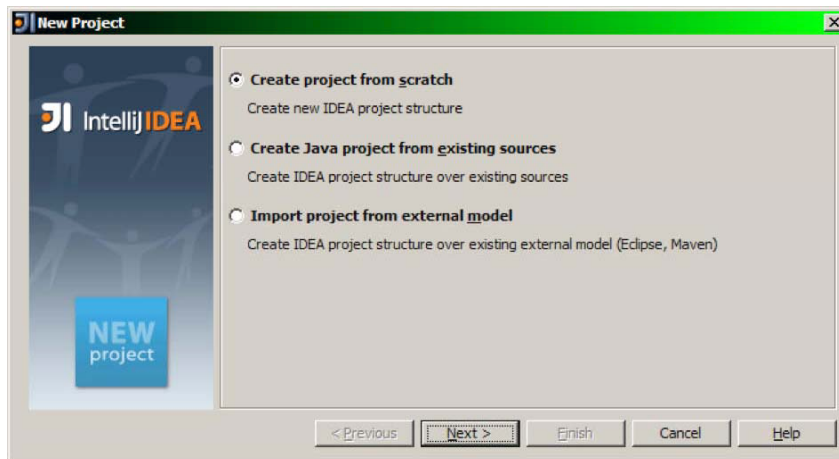 New Project
IntelliJIDEA
NEW
project
Create project from scratch
Create new IDEA project structure
Create Java project from existing sources
Create IDEA project structure over existing sources
Import project from external model
Create IDEA project structure over existing external model (Eclipse, Maven)
< Previous Next > Finish Cancel Help